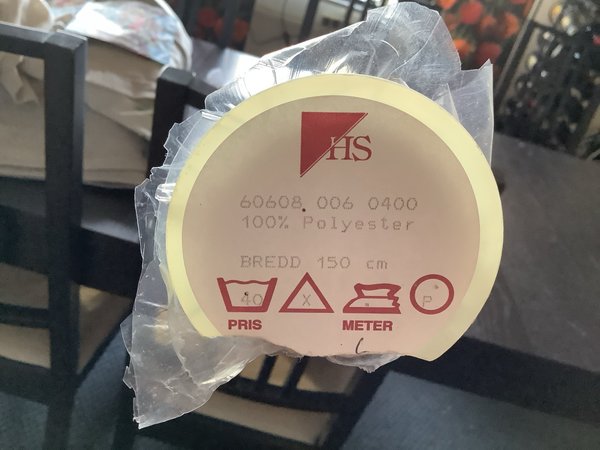 HS
60608 006 0400
100% Polyester
BREDD 150 cm
40 X P
PRIS METER